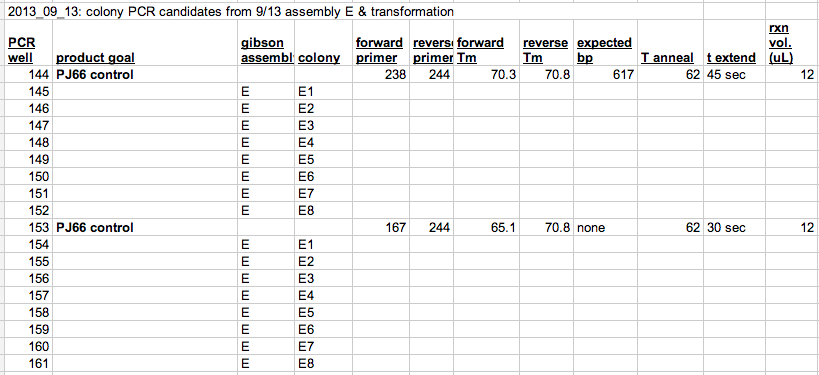 2013_09_13: colony PCR candidates from 9/13 assembly E & transformation
PCR well product goal gibson assembl colony forward primer revers primer forward Tm reverse Tm expected bp T anneal t extend rxn vol. (uL)
144 PJ66 control 238 244 70.3 70.8 617 62 45 sec 12
145 E E1
146 E E2
147 E E3
148 E E4
149 E E5
150 E E6
151 E E7
152 E E8
153 PJ66 control 167 244 65.1 70.8 none 62 30 sec 12
154 E E1
155 E E2
156 E E3
157 E E4
158 E E5
159 E E6
160 E E7
161 E E8